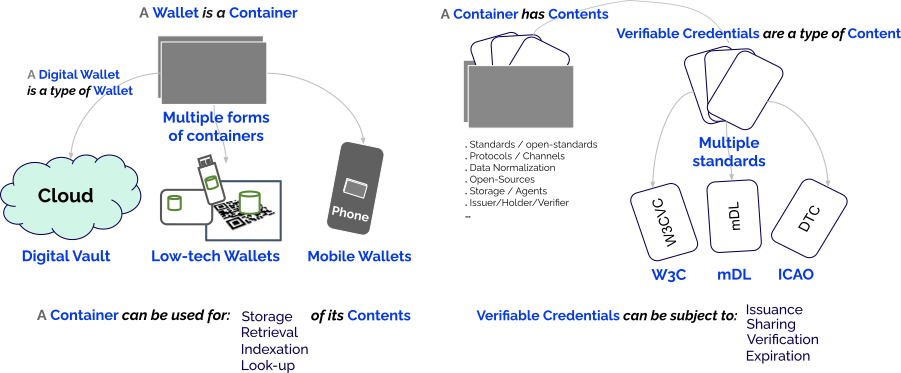 A Wallet is a Container
A Digital Wallet
is a type of Wallet
Multiple forms
of containers
Cloud
Phone
Digital Vault
Low-tech Wallets
Mobile Wallets
A Container can be used for:
Storage
Retrieval
Indexation
Look-up
of its Contents
A Container has Contents
Verifiable Credentials are a type of Content
. Standards / open-standards
. Protocols / Channels
. Data Normalization
. Open-Sources
. Storage / Agents
. Issuer/Holder/Verifier
...
Multiple
standards
W3CVC
mDL
DTC
W3C
mDL
ICAO
Verifiable Credentials can be subject to:
Issuance
Sharing
Verification
Expiration